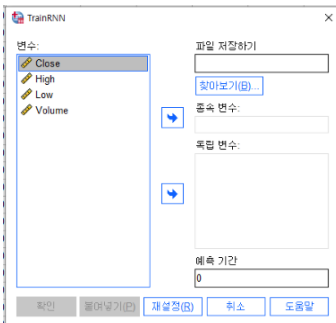 TrainRNN
변수:
Close
High
Low
Volume
파일 저장하기
찾아보기(B)...
종속 변수:
독립 변수:
예측 기간
0
확인 붙여넣기(P) 재설정(R) 취소 도움말